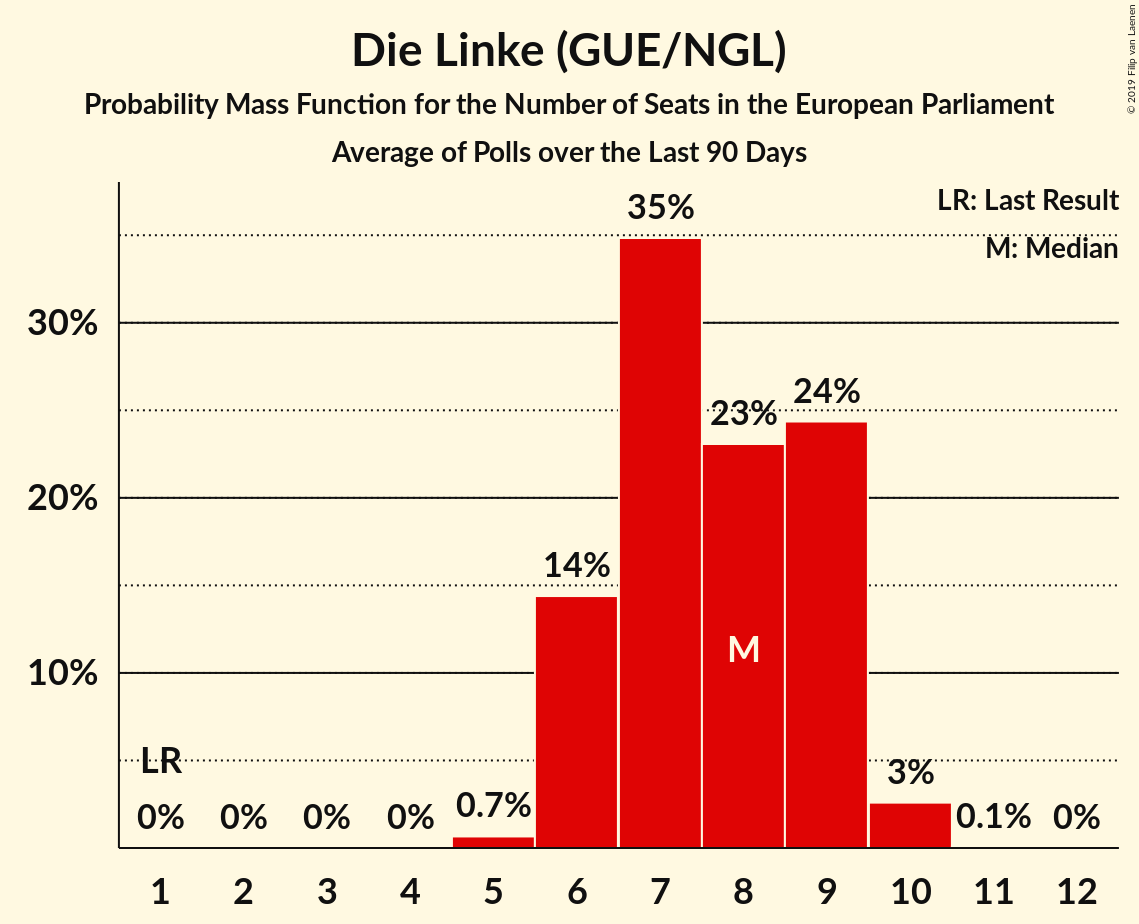 Die Linke (GUE/NGL)
Probability Mass Function for the Number of Seats in the European Parliament
Average of Polls over the Last 90 Days
© 2019 Filip van Laenen
LR: Last Result
M: Median
35%
30%
24%
23%
20%
14%
M
10%
LR
3%
0% 0% 0% 0% 0.7% 0.1% 0%
1 2 3 4 5 6 7 8 9 10 11 12